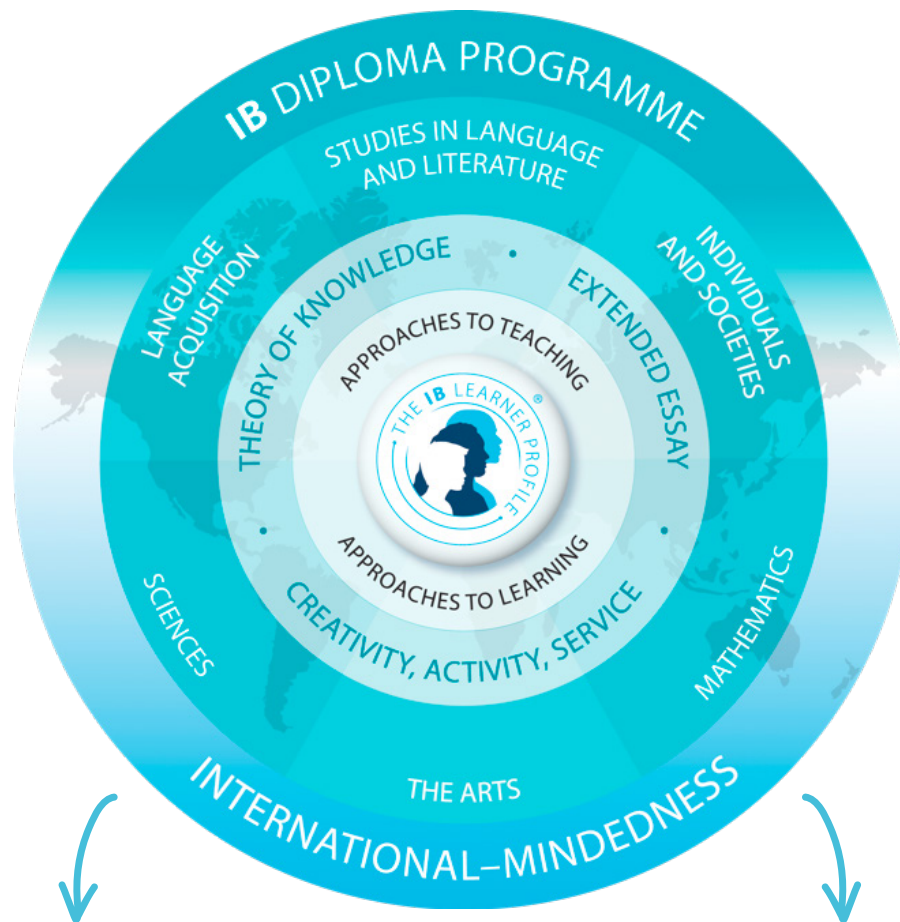 IB DIPLOMA PROGRAMME
STUDIES IN LANGUAGE
AND LITERATURE
LANGUAGE
ACQUISITION
INDIVIDUALS
AND SOCIETIES
THEORY OF KNOWLEDGE
EXTENDED ESSAY
APPROACHES TO TEACHING
THE IB LEARNER PROFILE®
APPROACHES TO LEARNING
CREATIVITY, ACTIVITY, SERVICE
SCIENCES
MATHEMATICS
THE ARTS
INTERNATIONAL–MINDEDNESS